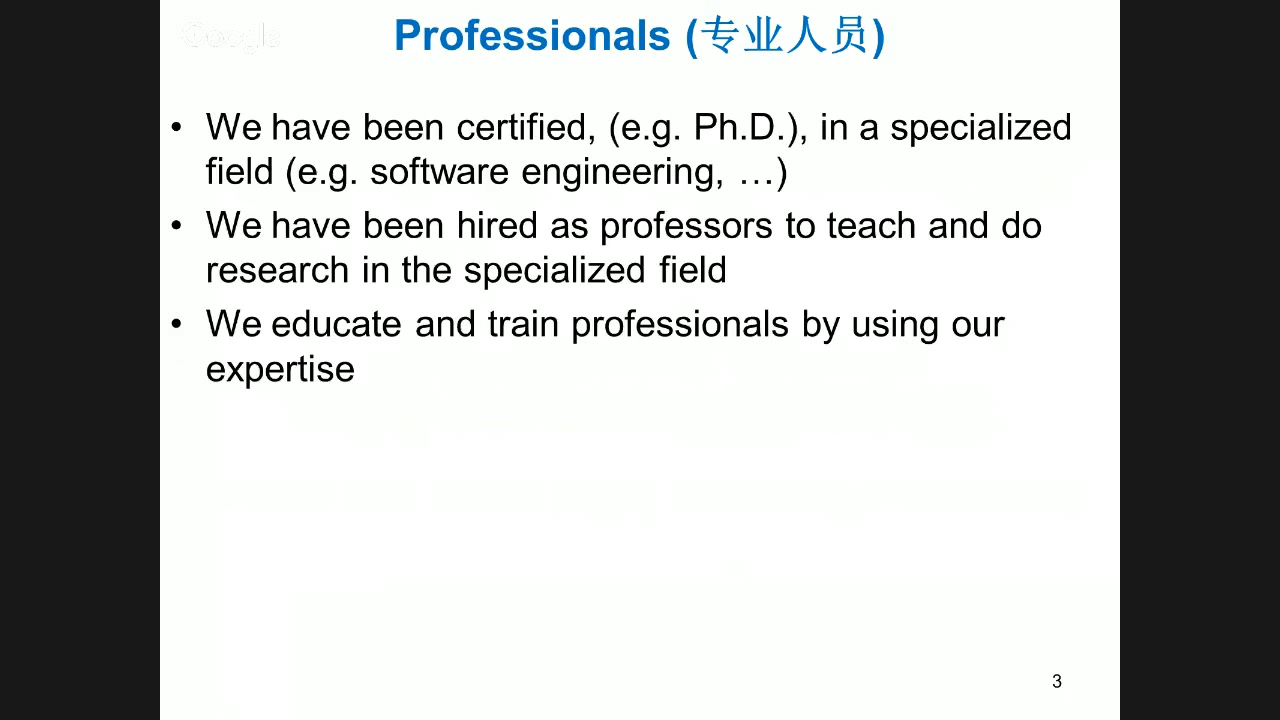 Google
Professionals (专业人员)
• We have been certified, (e.g. Ph.D.), in a specialized
field (e.g. software engineering, …)
• We have been hired as professors to teach and do
research in the specialized field
• We educate and train professionals by using our
expertise
3